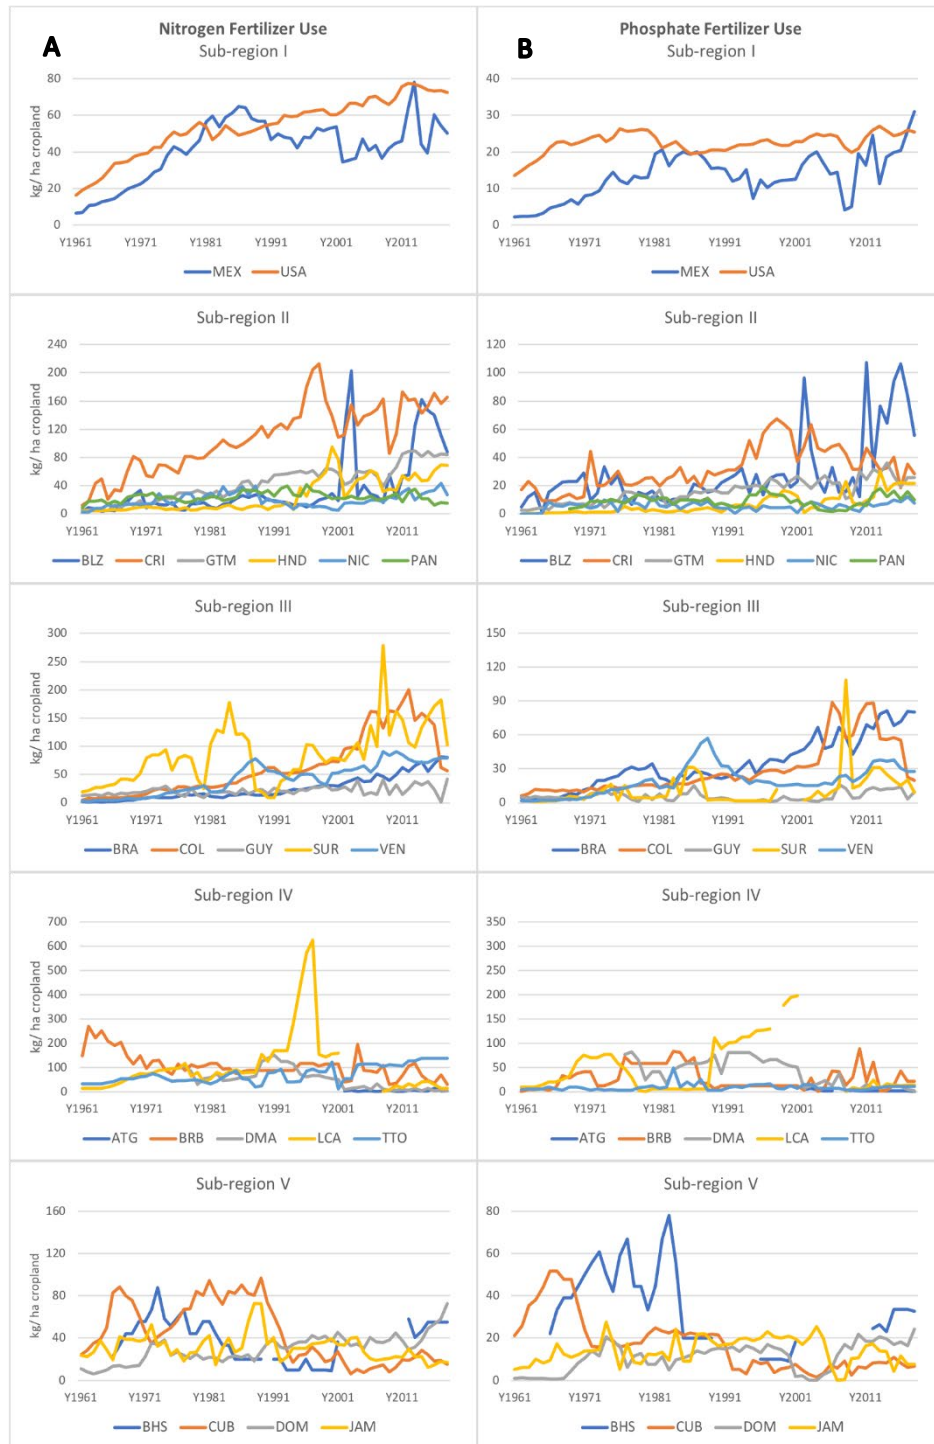 A
Nitrogen Fertilizer Use
Sub-region I
kg/ ha cropland
80
60
40
20
0
Y1961 Y1971 Y1981 Y1991 Y2001 Y2011
MEX USA
B
Phosphate Fertilizer Use
Sub-region I
40
30
20
10
0
Y1961 Y1971 Y1981 Y1991 Y2001 Y2011
MEX USA
Sub-region II
kg/ ha cropland
240
200
160
120
80
40
0
Y1961 Y1971 Y1981 Y1991 Y2001 Y2011
BLZ CRI GTM HND NIC PAN
Sub-region II
120
100
80
60
40
20
0
Y1961 Y1971 Y1981 Y1991 Y2001 Y2011
BLZ CRI GTM HND NIC PAN
Sub-region III
kg/ ha cropland
300
250
200
150
100
50
0
Y1961 Y1971 Y1981 Y1991 Y2001 Y2011
BRA COL GUY SUR VEN
Sub-region III
150
120
90
60
30
0
Y1961 Y1971 Y1981 Y1991 Y2001 Y2011
BRA COL GUY SUR VEN
Sub-region IV
kg/ ha cropland
700
600
500
400
300
200
100
0
Y1961 Y1971 Y1981 Y1991 Y2001 Y2011
ATG BRB DMA LCA TTO
Sub-region IV
350
300
250
200
150
100
50
0
Y1961 Y1971 Y1981 Y1991 Y2001 Y2011
ATG BRB DMA LCA TTO
Sub-region V
kg/ ha cropland
160
120
80
40
0
Y1961 Y1971 Y1981 Y1991 Y2001 Y2011
BHS CUB DOM JAM
Sub-region V
80
60
40
20
0
Y1961 Y1971 Y1981 Y1991 Y2001 Y2011
BHS CUB DOM JAM